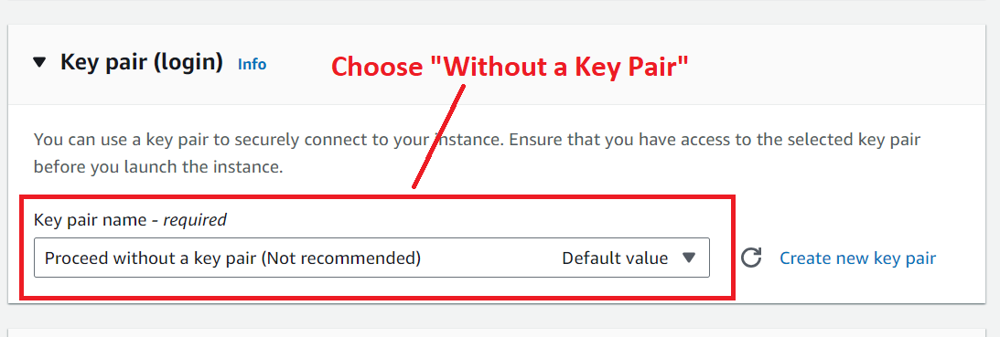 Key pair (login) Info
Choose "Without a Key Pair"
You can use a key pair to securely connect to your instance. Ensure that you have access to the selected key pair
before you launch the instance.
Key pair name - required
Proceed without a key pair (Not recommended) Default value
Create new key pair